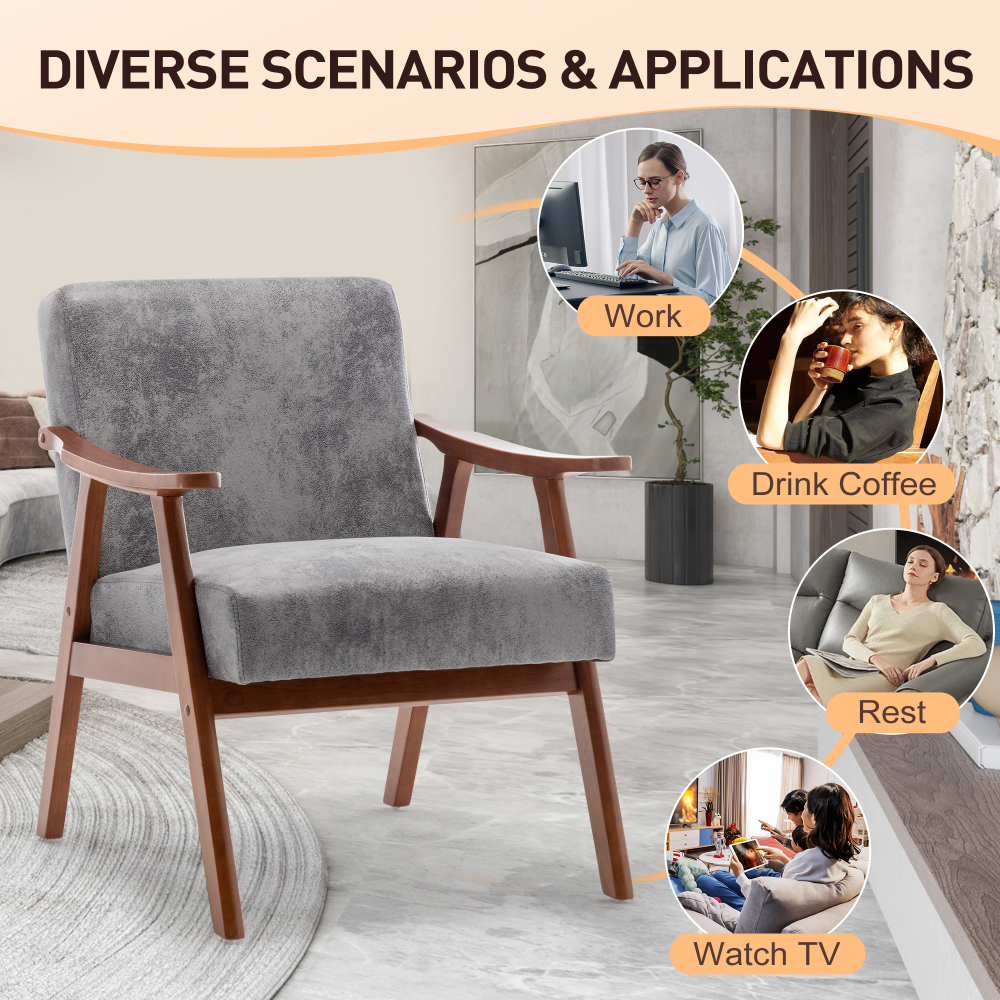 DIVERSE SCENARIOS & APPLICATIONS
Work
Drink Coffee
Rest
Watch TV